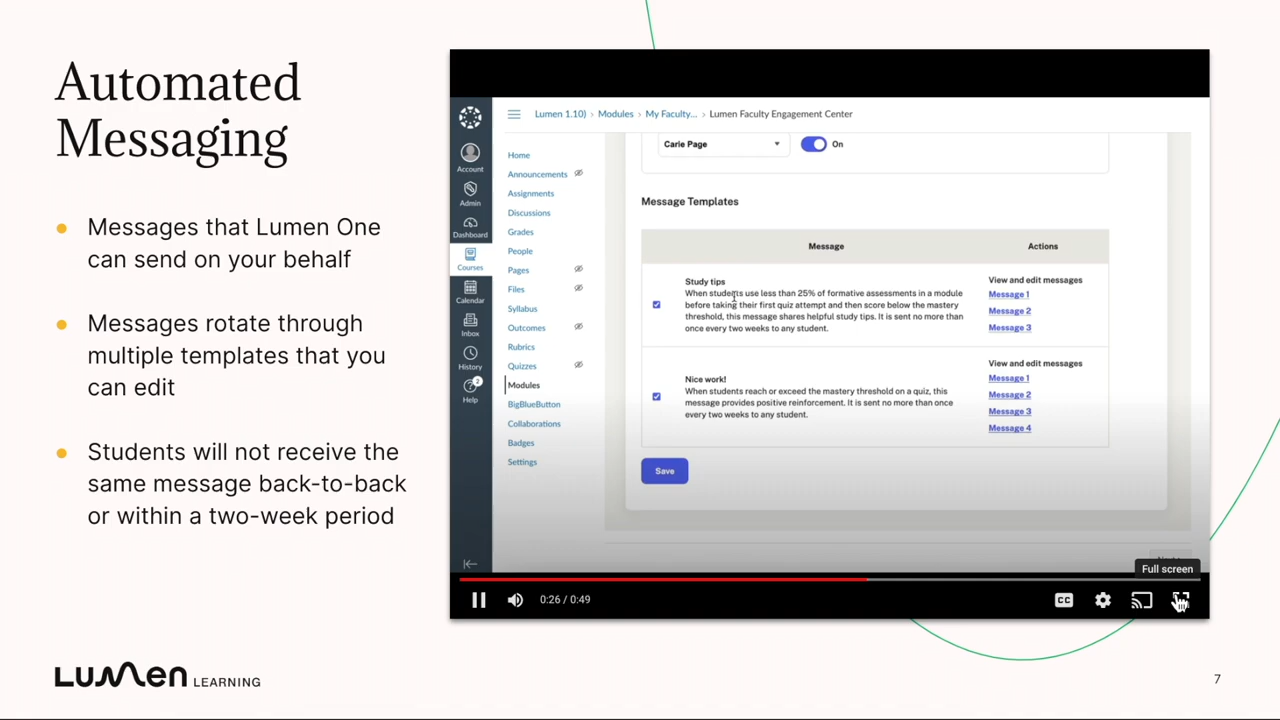 Automated
Messaging
Messages that Lumen One
can send on your behalf
Messages rotate through
multiple templates that you
can edit
Students will not receive the
same message back-to-back
or within a two-week period
LUMEN LEARNING
Lumen 1.10) › Modules › My Faculty... › Lumen Faculty Engagement Center
Account
Admin
Dashboard
Courses
Calendar
Inbox
History
2
Help
Home
Announcements
Assignments
Discussions
Grades
People
Pages
Files
Syllabus
Outcomes
Rubrics
Quizzes
Modules
BigBlueButton
Collaborations
Badges
Settings
Carie Page
On
Message Templates
Message Actions
Study tips
When students use less than 25% of formative assessments in a module
before taking their first quiz attempt and then score below the mastery
threshold, this message shares helpful study tips. It is sent no more than
once every two weeks to any student.
View and edit messages
Message 1
Message 2
Message 3
Nice work!
When students reach or exceed the mastery threshold on a quiz, this
message provides positive reinforcement. It is sent no more than once
every two weeks to any student.
View and edit messages
Message 1
Message 2
Message 3
Message 4
Save
Full screen
0:26 / 0:49
CC
7